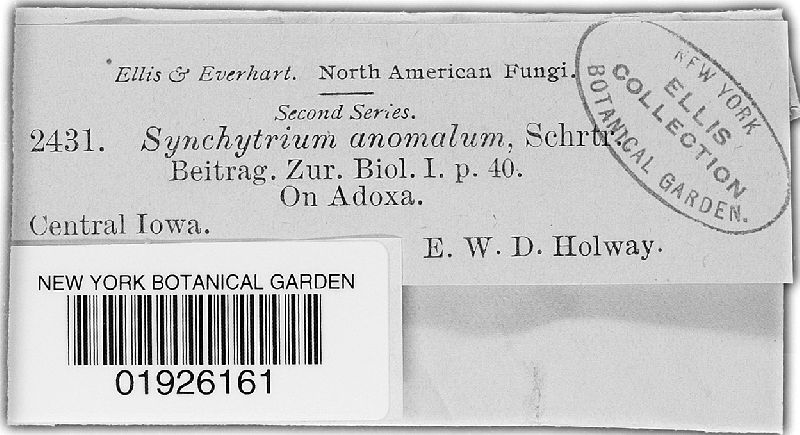 Ellis & Everhart. North American Fungi.
Second Series.
2431. Synchytrium anomalum, Schrtr.
Beitrag. Zur. Biol. I. p. 40.
On Adoxa.
Central Iowa.
E. W. D. Holway.
NEW YORK
ELLIS
COLLECTION
BOTANICAL GARDEN.
NEW YORK BOTANICAL GARDEN
01926161